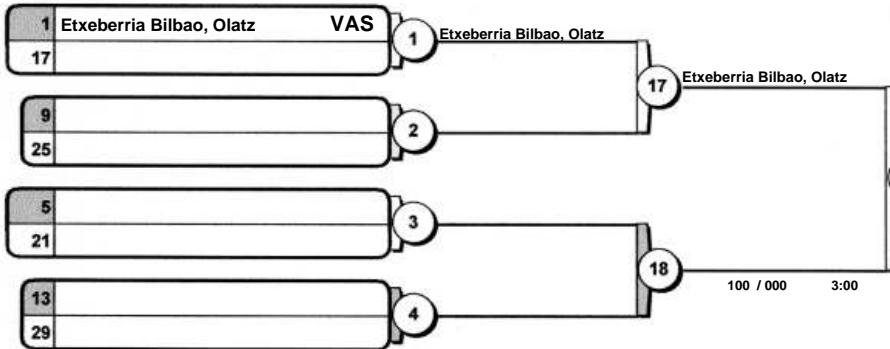 1 Etxeberria Bilbao, Olatz VAS
17
1 Etxeberria Bilbao, Olatz
9
25
2
17 Etxeberria Bilbao, Olatz
5
21
3
13
29
4
18
100 / 000 3:00